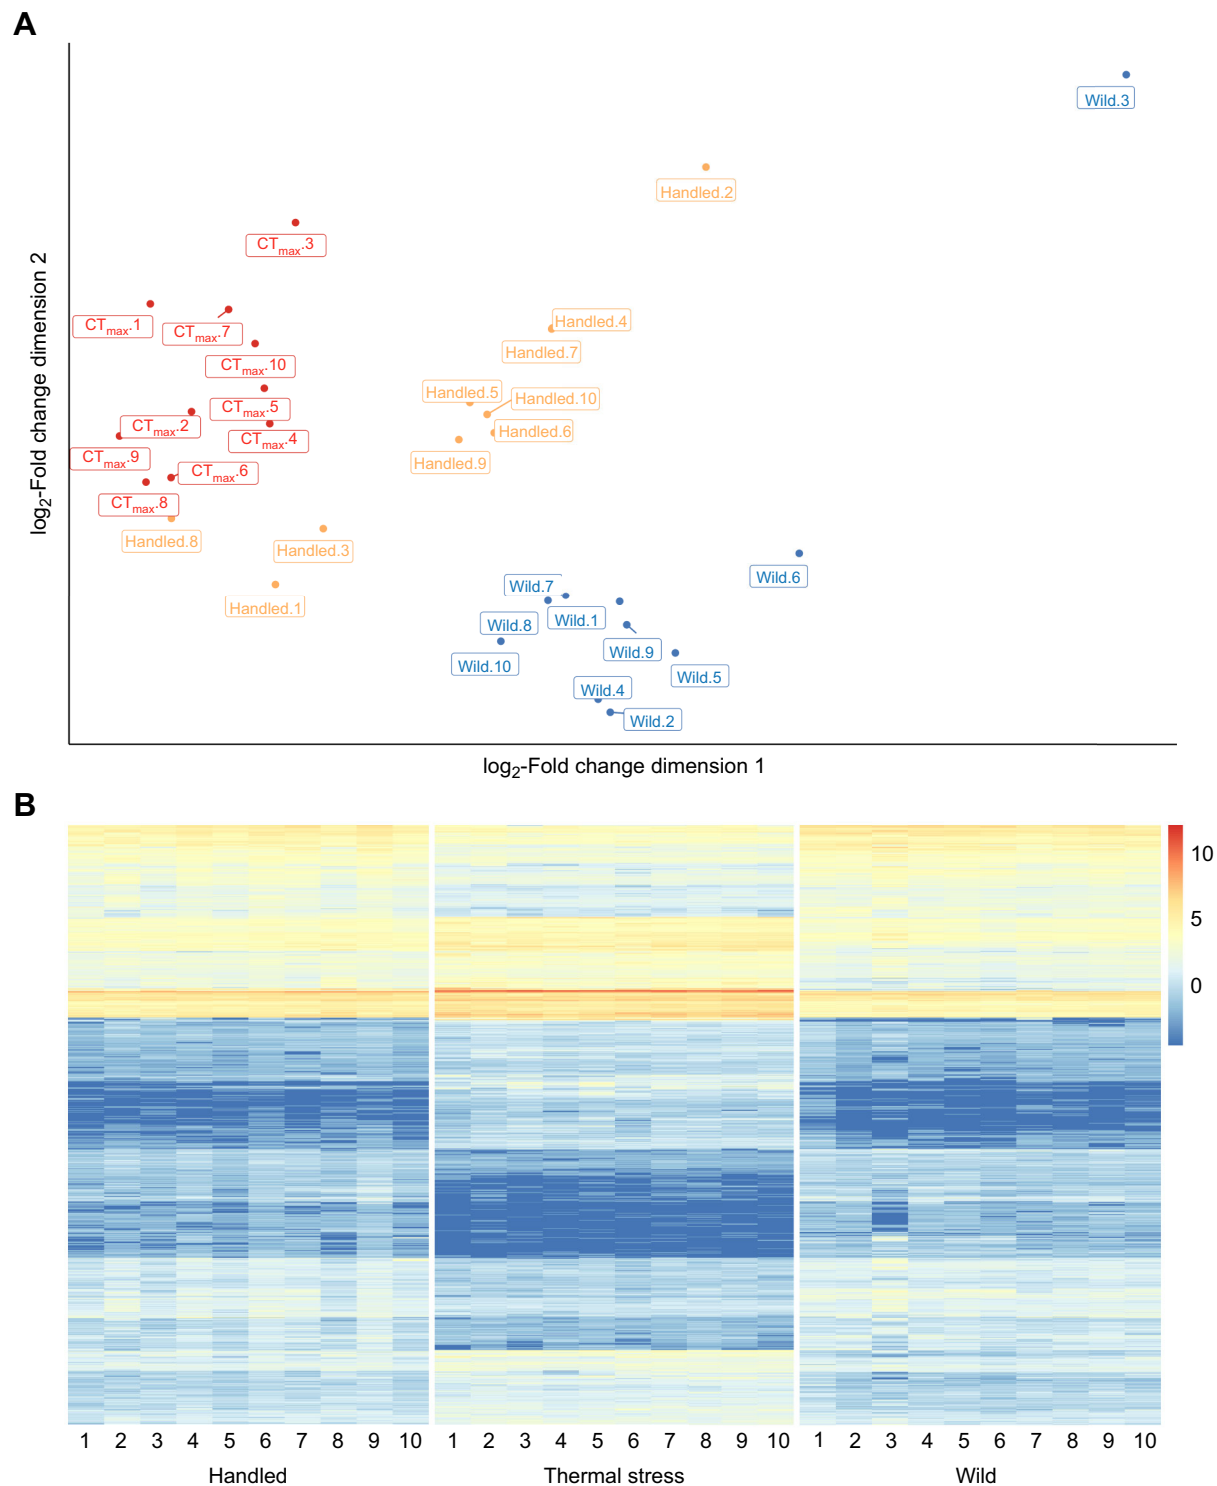 A
Wild.3
Handled.2
CTmax.3
Handled.4
CTmax.1
CTmax.7
Handled.7
CTmax.10
Handled.5
Handled.10
CTmax.5
CTmax.2
Handled.6
CTmax.4
CTmax.9
Handled.9
CTmax.6
CTmax.8
Handled.8
Handled.3
Wild.6
Wild.7
Handled.1
Wild.1
Wild.8
Wild.9
Wild.10
Wild.5
Wild.4
Wild.2
log2-Fold change dimension 2
log2-Fold change dimension 1
B
10
5
0
1 2 3 4 5 6 7 8 9 10 1 2 3 4 5 6 7 8 9 10 1 2 3 4 5 6 7 8 9 10
Handled Thermal stress Wild